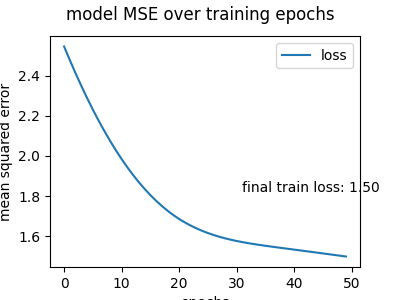 model MSE over training epochs
loss
mean squared error
2.4
2.2
2.0
1.8
1.6
final train loss: 1.50
0 10 20 30 40 50
epochs